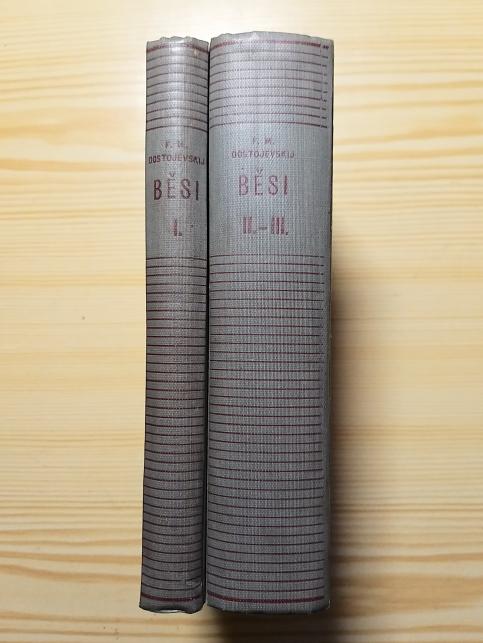 F. M.
DOSTOJEVSKIJ
BĚSI
I.
F. M.
DOSTOJEVSKIJ
BĚSI
II.-III.